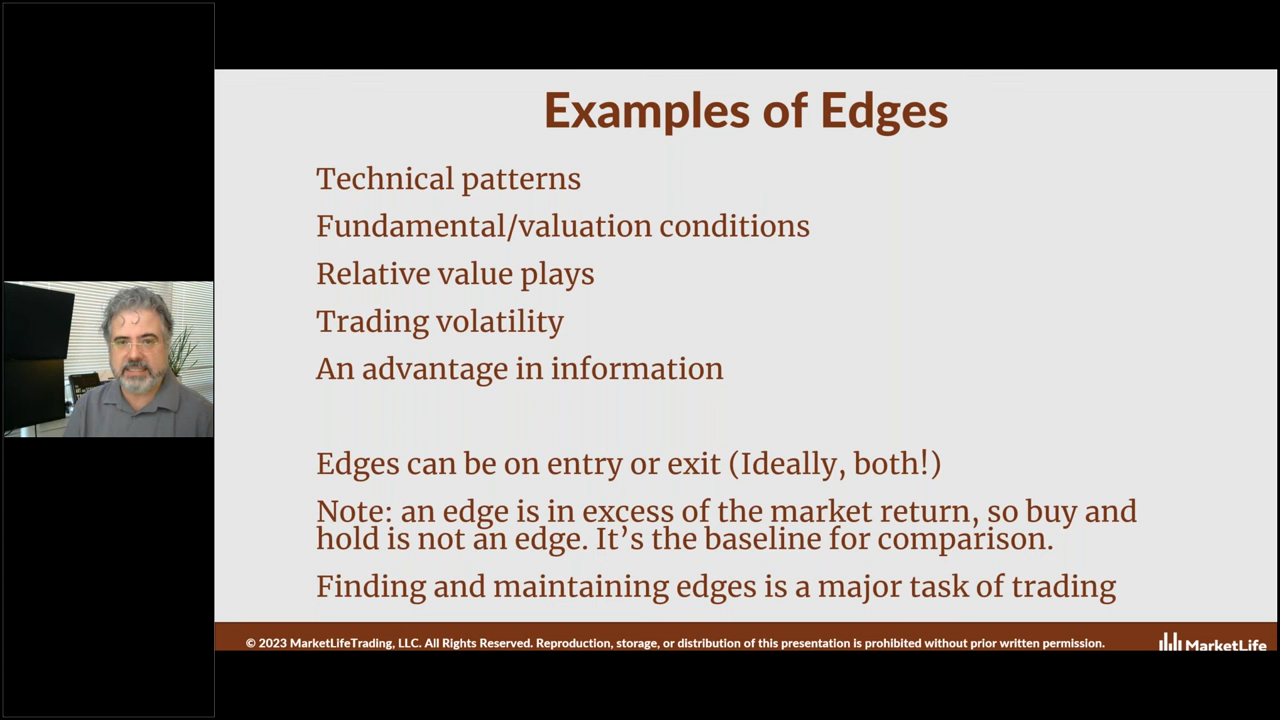 Examples of Edges
Technical patterns
Fundamental/valuation conditions
Relative value plays
Trading volatility
An advantage in information
Edges can be on entry or exit (Ideally, both!)
Note: an edge is in excess of the market return, so buy and
hold is not an edge. It’s the baseline for comparison.
Finding and maintaining edges is a major task of trading
© 2023 MarketLifeTrading, LLC. All Rights Reserved. Reproduction, storage, or distribution of this presentation is prohibited without prior written permission.
MarketLife